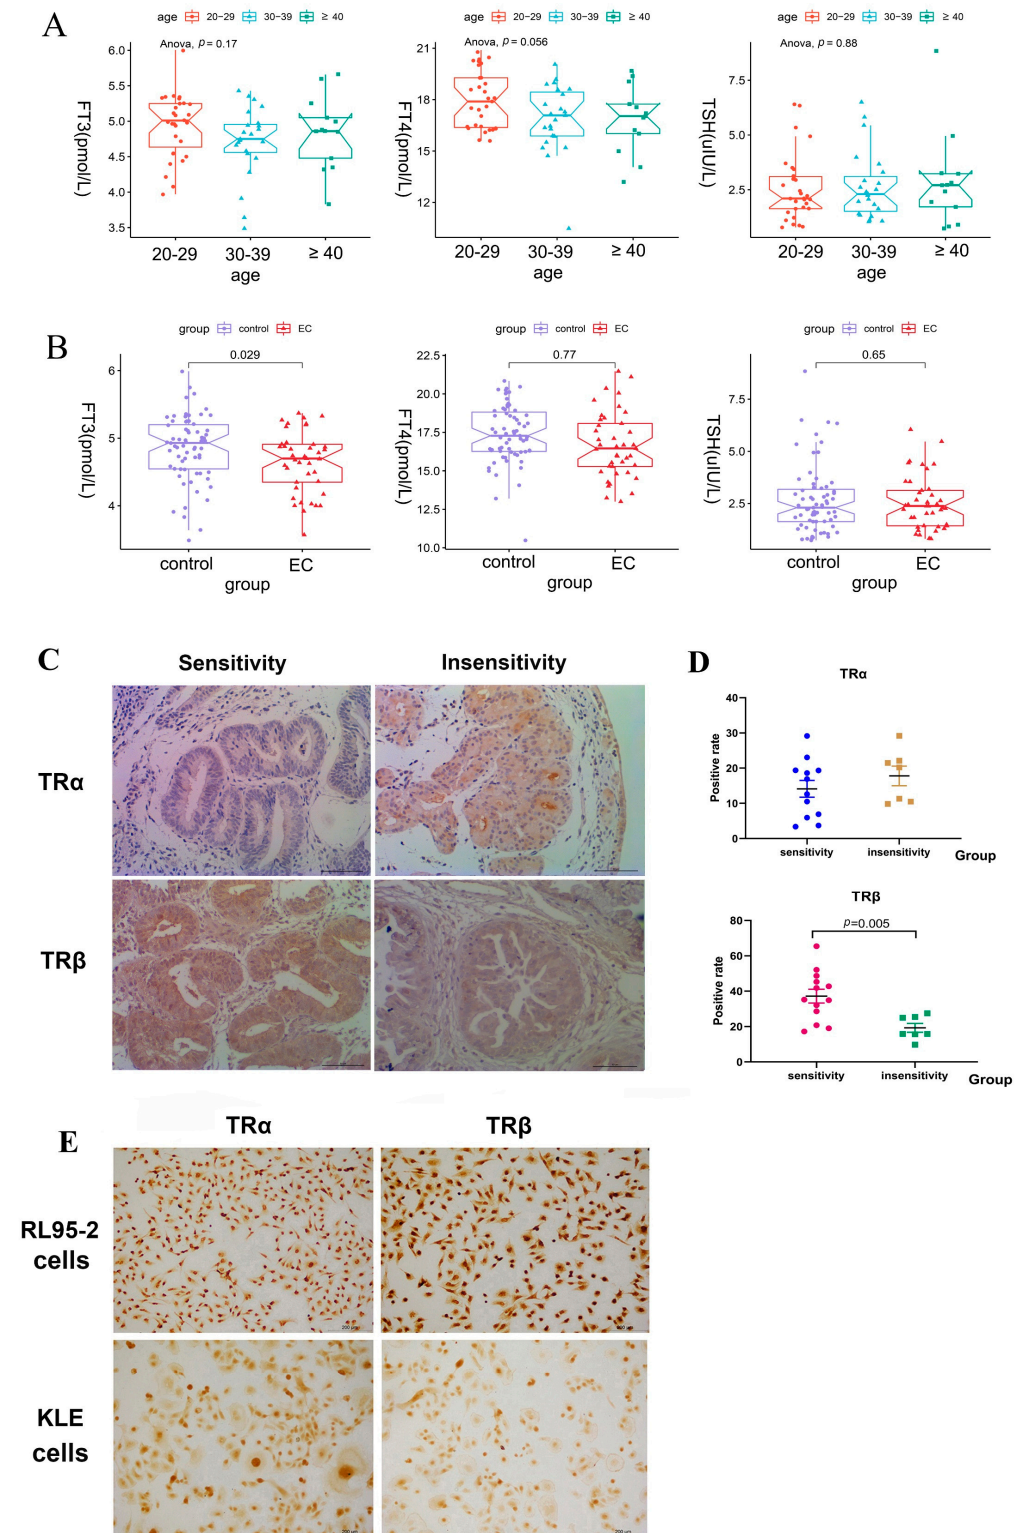 A
age 20−29 30−39 ≥ 40
Anova, p = 0.17
FT3(pmol/L)
6.0
5.5
5.0
4.5
4.0
3.5
20-29 30-39 ≥ 40
age
age 20−29 30−39 ≥ 40
Anova, p = 0.056
FT4(pmol/L)
21
18
15
12
20-29 30-39 ≥ 40
age
age 20−29 30−39 ≥ 40
Anova, p = 0.88
TSH(uIU/L)
7.5
5.0
2.5
20-29 30-39 ≥ 40
age
B
group control EC
0.029
FT3(pmol/L)
6
5
4
control EC
group
group control EC
0.77
FT4(pmol/L)
22.5
20.0
17.5
15.0
12.5
10.0
control EC
group
group control EC
0.65
TSH(uIU/L)
7.5
5.0
2.5
control EC
group
C
Sensitivity Insensitivity
TRα
TRβ
D
TRα
Positive rate
40
30
20
10
0
sensitivity insensitivity
Group
TRβ
p=0.005
Positive rate
80
60
40
20
0
sensitivity insensitivity
Group
E
TRα TRβ
RL95-2
cells
200 μm
KLE
cells
200 μm 200 μm